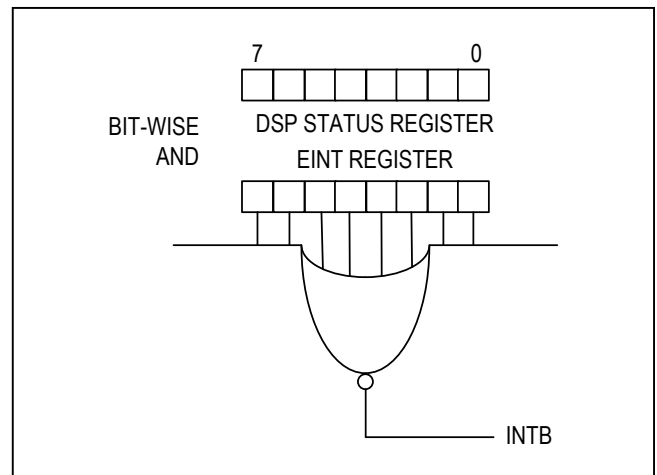 7 0
BIT-WISE DSP STATUS REGISTER
AND EINT REGISTER
INTB